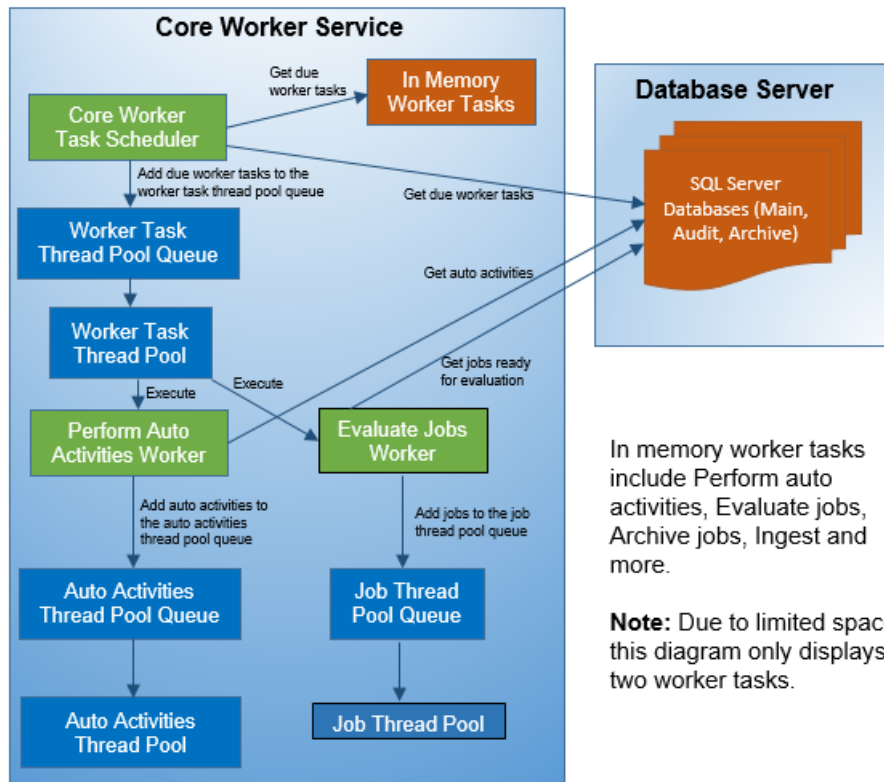 Core Worker Service
Get due
worker tasks
In Memory
Worker Tasks
Core Worker
Task Scheduler
Add due worker tasks to the
worker task thread pool queue
Get due worker tasks
Worker Task
Thread Pool Queue
Get auto activities
Worker Task
Thread Pool
Execute
Execute
Get jobs ready
for evaluation
Perform Auto
Activities Worker
Evaluate Jobs
Worker
Add auto activities to
the auto activities
thread pool queue
Add jobs to the job
thread pool queue
Auto Activities
Thread Pool Queue
Job Thread
Pool Queue
Auto Activities
Thread Pool
Job Thread Pool
Database Server
SQL Server
Databases (Main,
Audit, Archive)
In memory worker tasks
include Perform auto
activities, Evaluate jobs,
Archive jobs, Ingest and
more.
Note: Due to limited spac
this diagram only displays
two worker tasks.